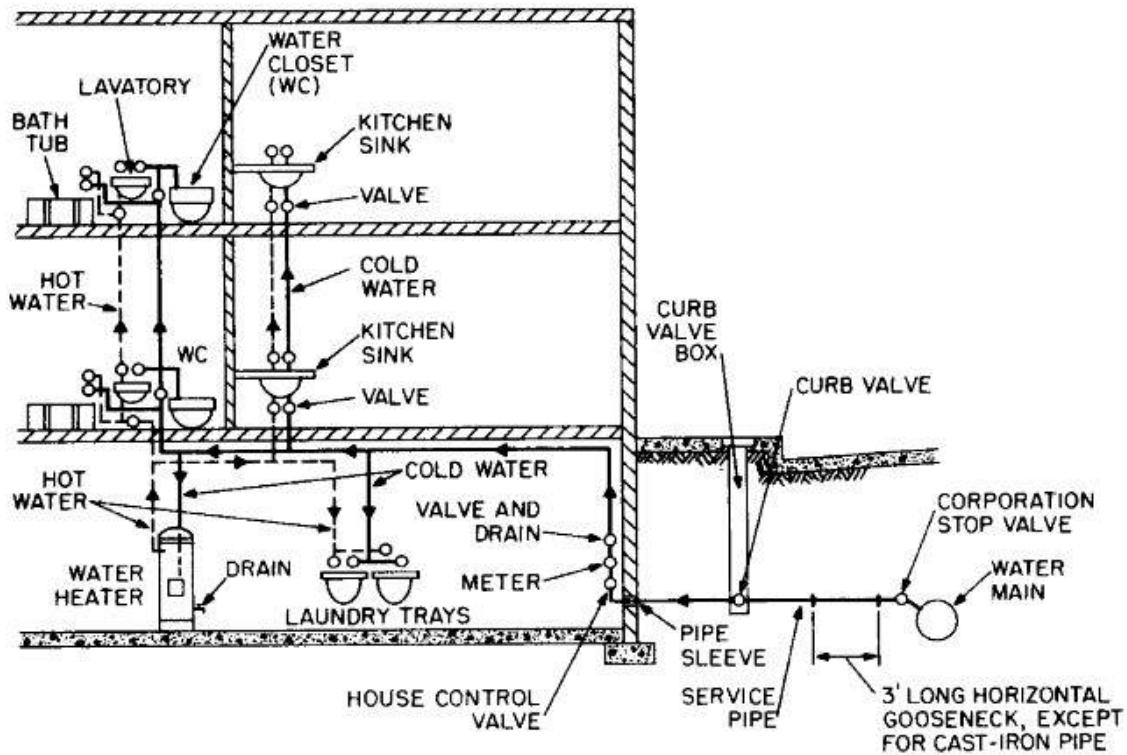 WATER
CLOSET
(WC)
LAVATORY
BATH
TUB
KITCHEN
SINK
VALVE
HOT
WATER
COLD
WATER
CURB
VALVE
BOX
WC
KITCHEN
SINK
CURB VALVE
VALVE
HOT
WATER
COLD WATER
VALVE AND
DRAIN
CORPORATION
STOP VALVE
WATER
HEATER
DRAIN
METER
WATER
MAIN
LAUNDRY TRAYS
PIPE
SLEEVE
HOUSE CONTROL
VALVE
SERVICE
PIPE
3' LONG HORIZONTAL
GOOSENECK, EXCEPT
FOR CAST-IRON PIPE